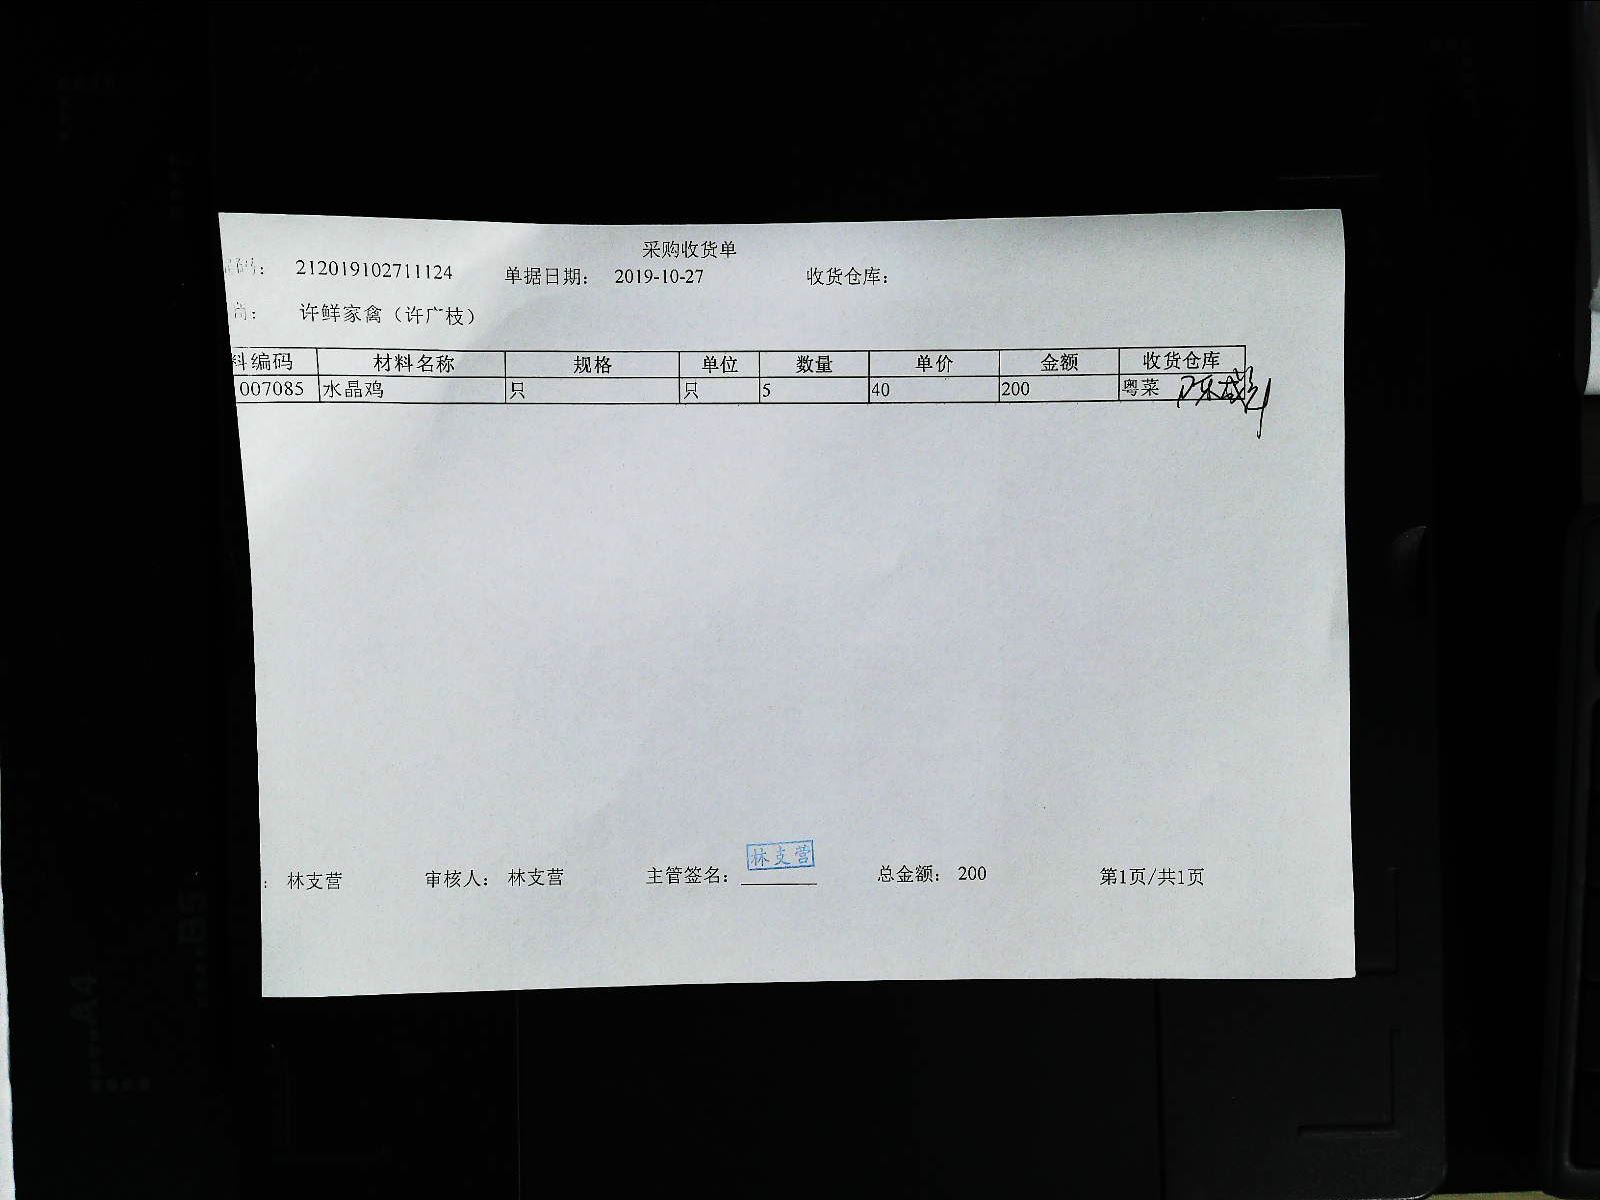 采购收货单
212019102711124 单据日期： 2019-10-27 收货仓库：
商： 许鲜家禽（许广枝）
料编码 材料名称 规格 单位 数量 单价 金额 收货仓库
007085 水晶鸡 只 只 5 40 200 粤菜
林支营
： 林支营 审核人： 林支营 主管签名： 总金额： 200 第1页/共1页